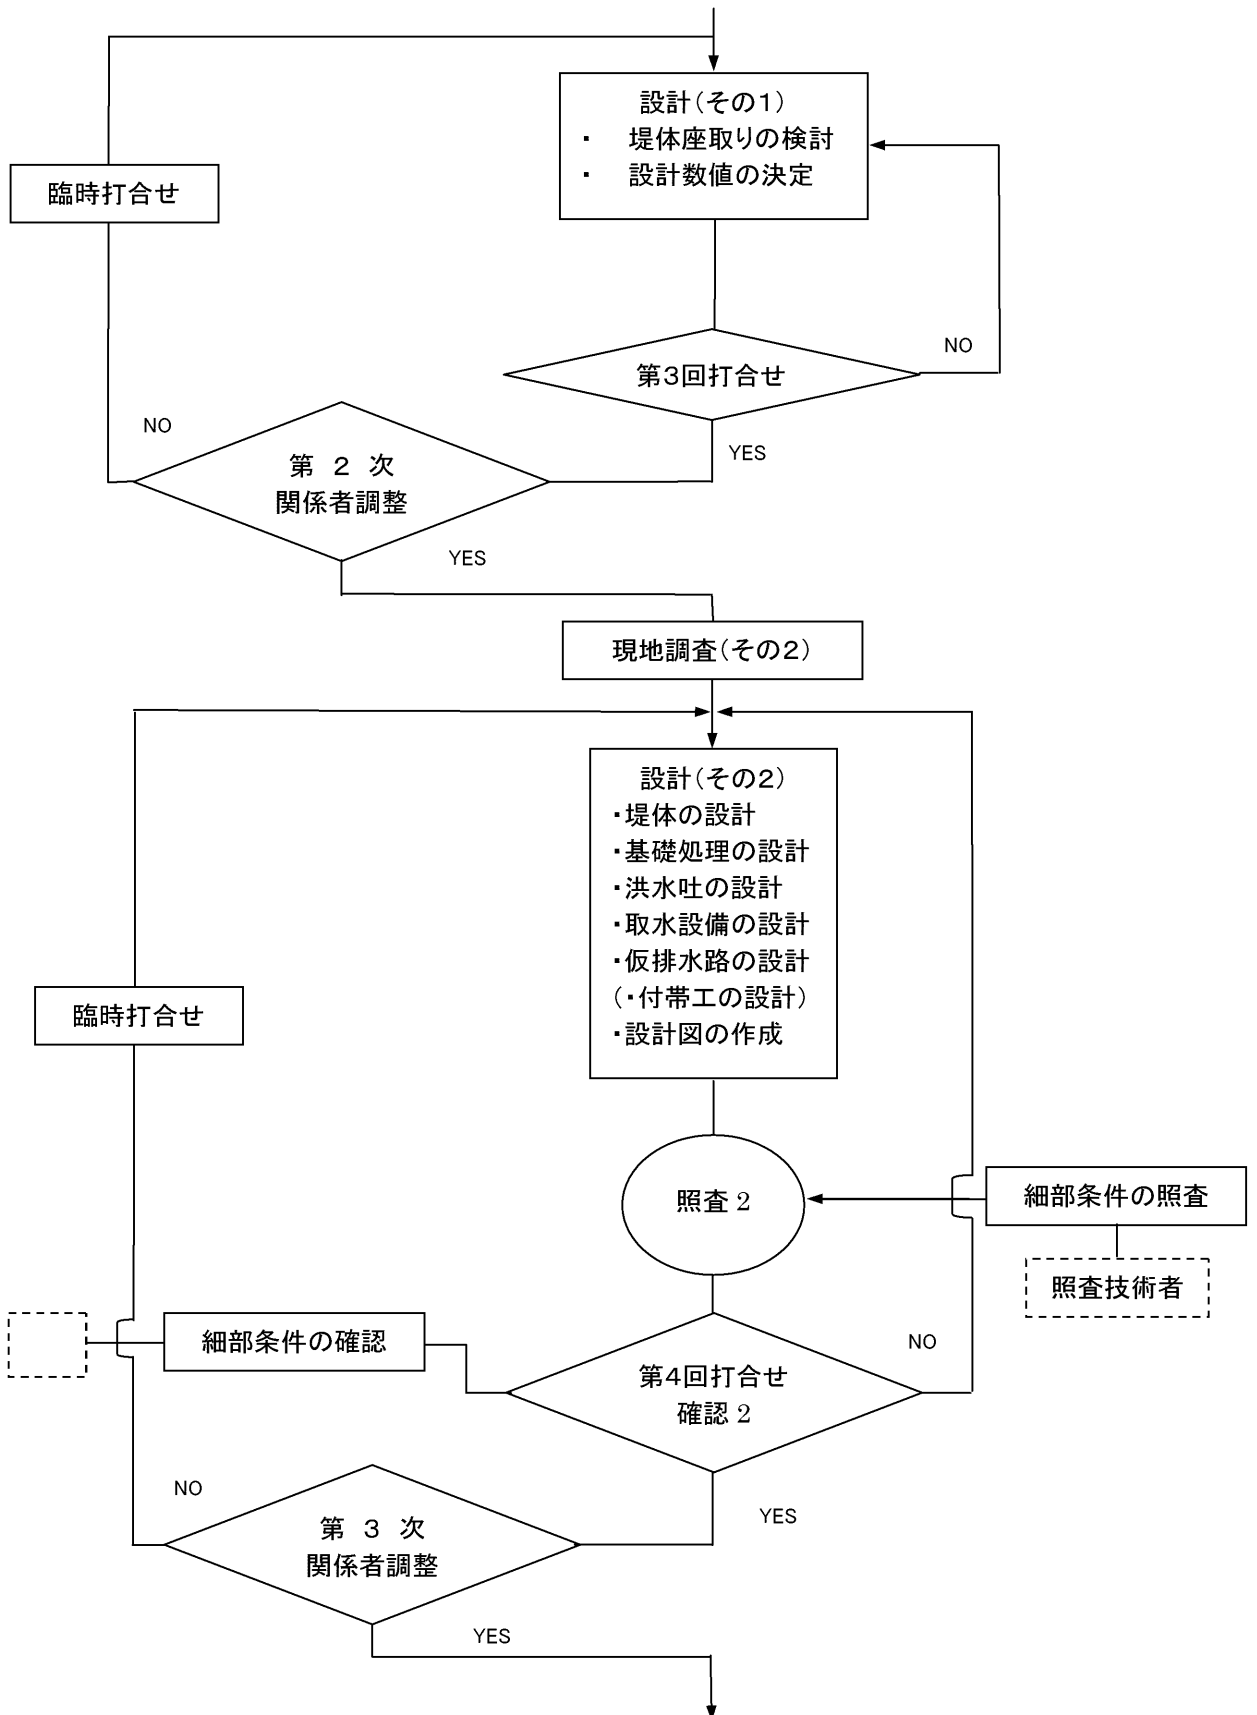 設計(その1)
・ 堤体座取りの検討
・ 設計数値の決定
臨時打合せ
第3回打合せ
NO
YES
NO
第 2 次
関係者調整
YES
現地調査(その2)
設計(その2)
・堤体の設計
・基礎処理の設計
・洪水吐の設計
・取水設備の設計
・仮排水路の設計
(・付帯工の設計)
・設計図の作成
臨時打合せ
照査2
細部条件の照査
照査技術者
細部条件の確認
第4回打合せ
確認2
NO
YES
NO
第 3 次
関係者調整
YES